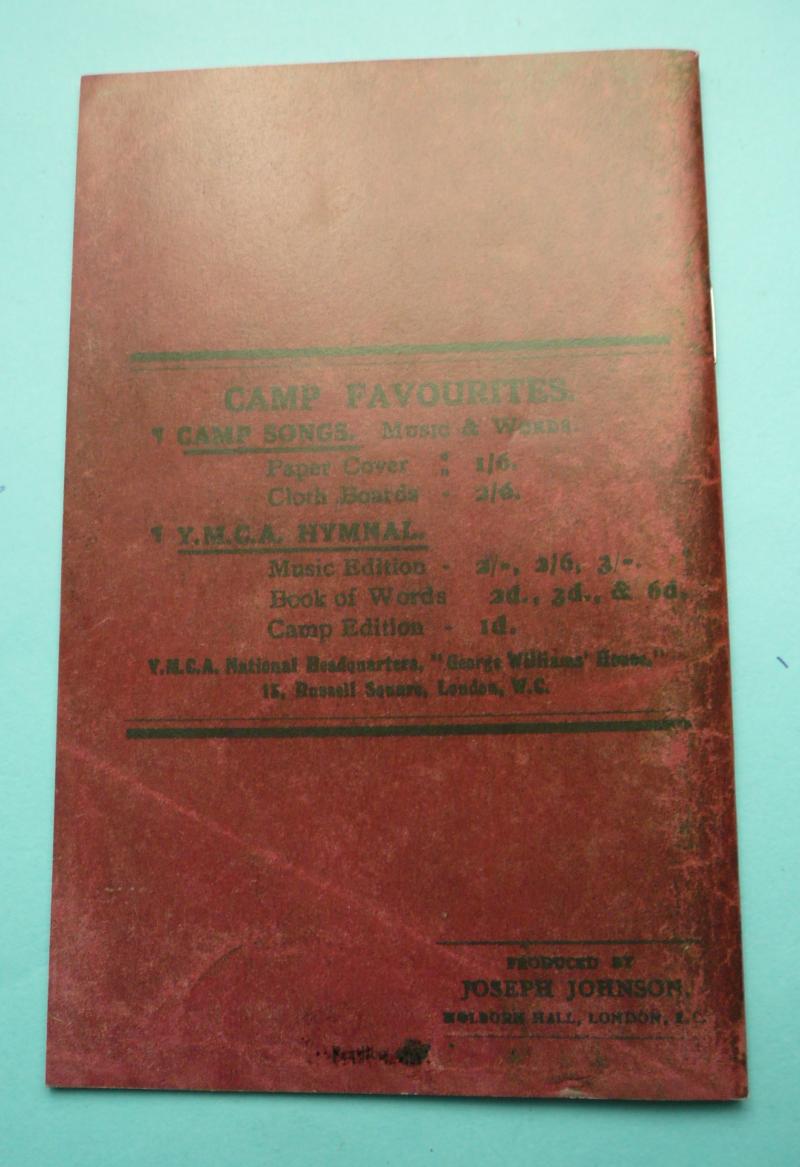 CAMP FAVOURITES.
¶ CAMP SONGS. Music & Words.
Paper Cover " 1/6.
Cloth Boards - 2/6.
¶ Y.M.C.A. HYMNAL.
Music Edition - 2/-, 2/6, 3/-.
Book of Words 2d., 3d., & 6d.
Camp Edition - 1d.
Y.M.C.A. National Headquarters, "George Williams' House,"
15, Russell Square, London, W.C.
PRODUCED BY
JOSEPH JOHNSON,
HOLBORN HALL, LONDON, E.C.